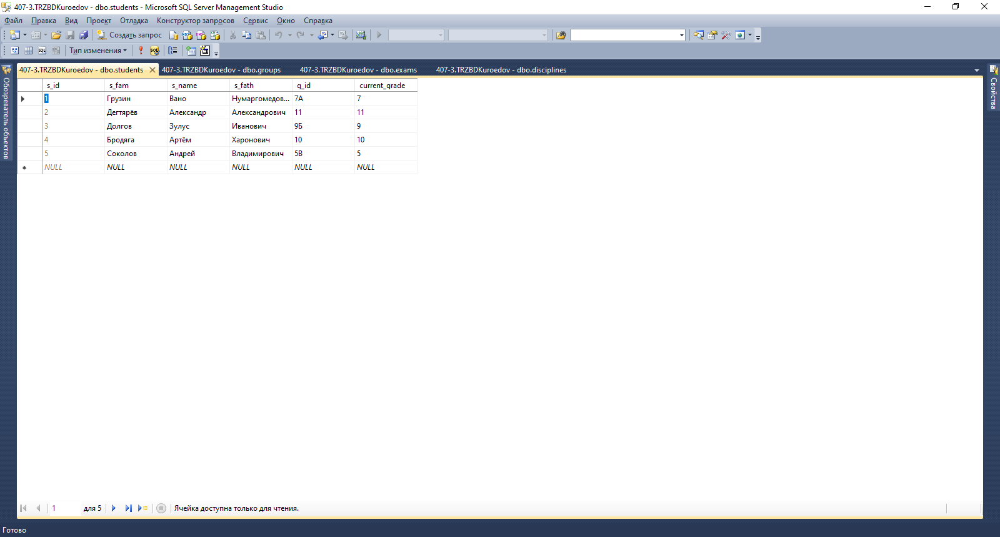 407-3.TRZBDKuroedov - dbo.students - Microsoft SQL Server Management Studio
Файл Правка Вид Проект Отладка Конструктор запросов Сервис Окно Справка
Создать запрос
Тип изменения
407-3.TRZBDKuroedov - dbo.students 407-3.TRZBDKuroedov - dbo.groups 407-3.TRZBDKuroedov - dbo.exams 407-3.TRZBDKuroedov - dbo.disciplines
Обозреватель объектов
Свойства
s_id s_fam s_name s_fath g_id current_grade
1 Грузин Вано Нумаргомедов... 7А 7
2 Дегтярёв Александр Александрович 11 11
3 Долгов Зулус Иванович 9Б 9
4 Бродяга Артём Харонович 10 10
5 Соколов Андрей Владимирович 5В 5
NULL NULL NULL NULL NULL NULL
1 для 5 Ячейка доступна только для чтения.
Готово